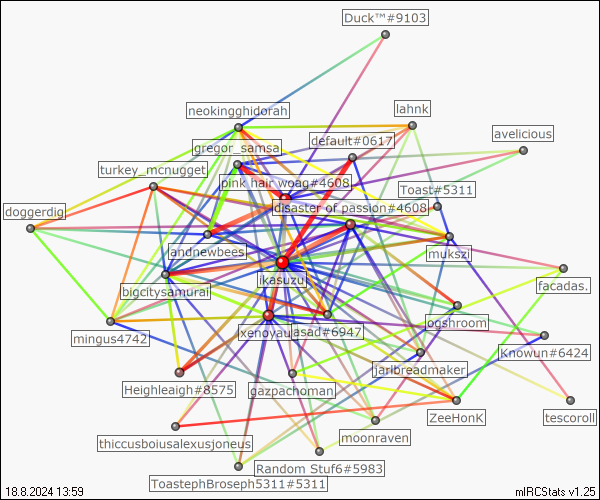 Duck™#9103
neokingghidorah
lahnk
gregor_samsa
default#0617
avelicious
turkey_mcnugget
pink hair woag#4608
Toast#5311
doggerdig
disaster of passion#4608
andnewbees
mukszi
ikasuzu
facadas.
bigcitysamurai
mingus4742
xenoyau
asad#6947
ogshroom
Knowun#6424
Heighleaigh#8575
gazpachoman
jaribreadmaker
thiccusboiusalexusjoneus
moonraven
ZeeHonK
tescoroll
Random Stuf6#5983
ToastephBroseph5311#5311
18.8.2024 13:59
mIRCStats v1.25